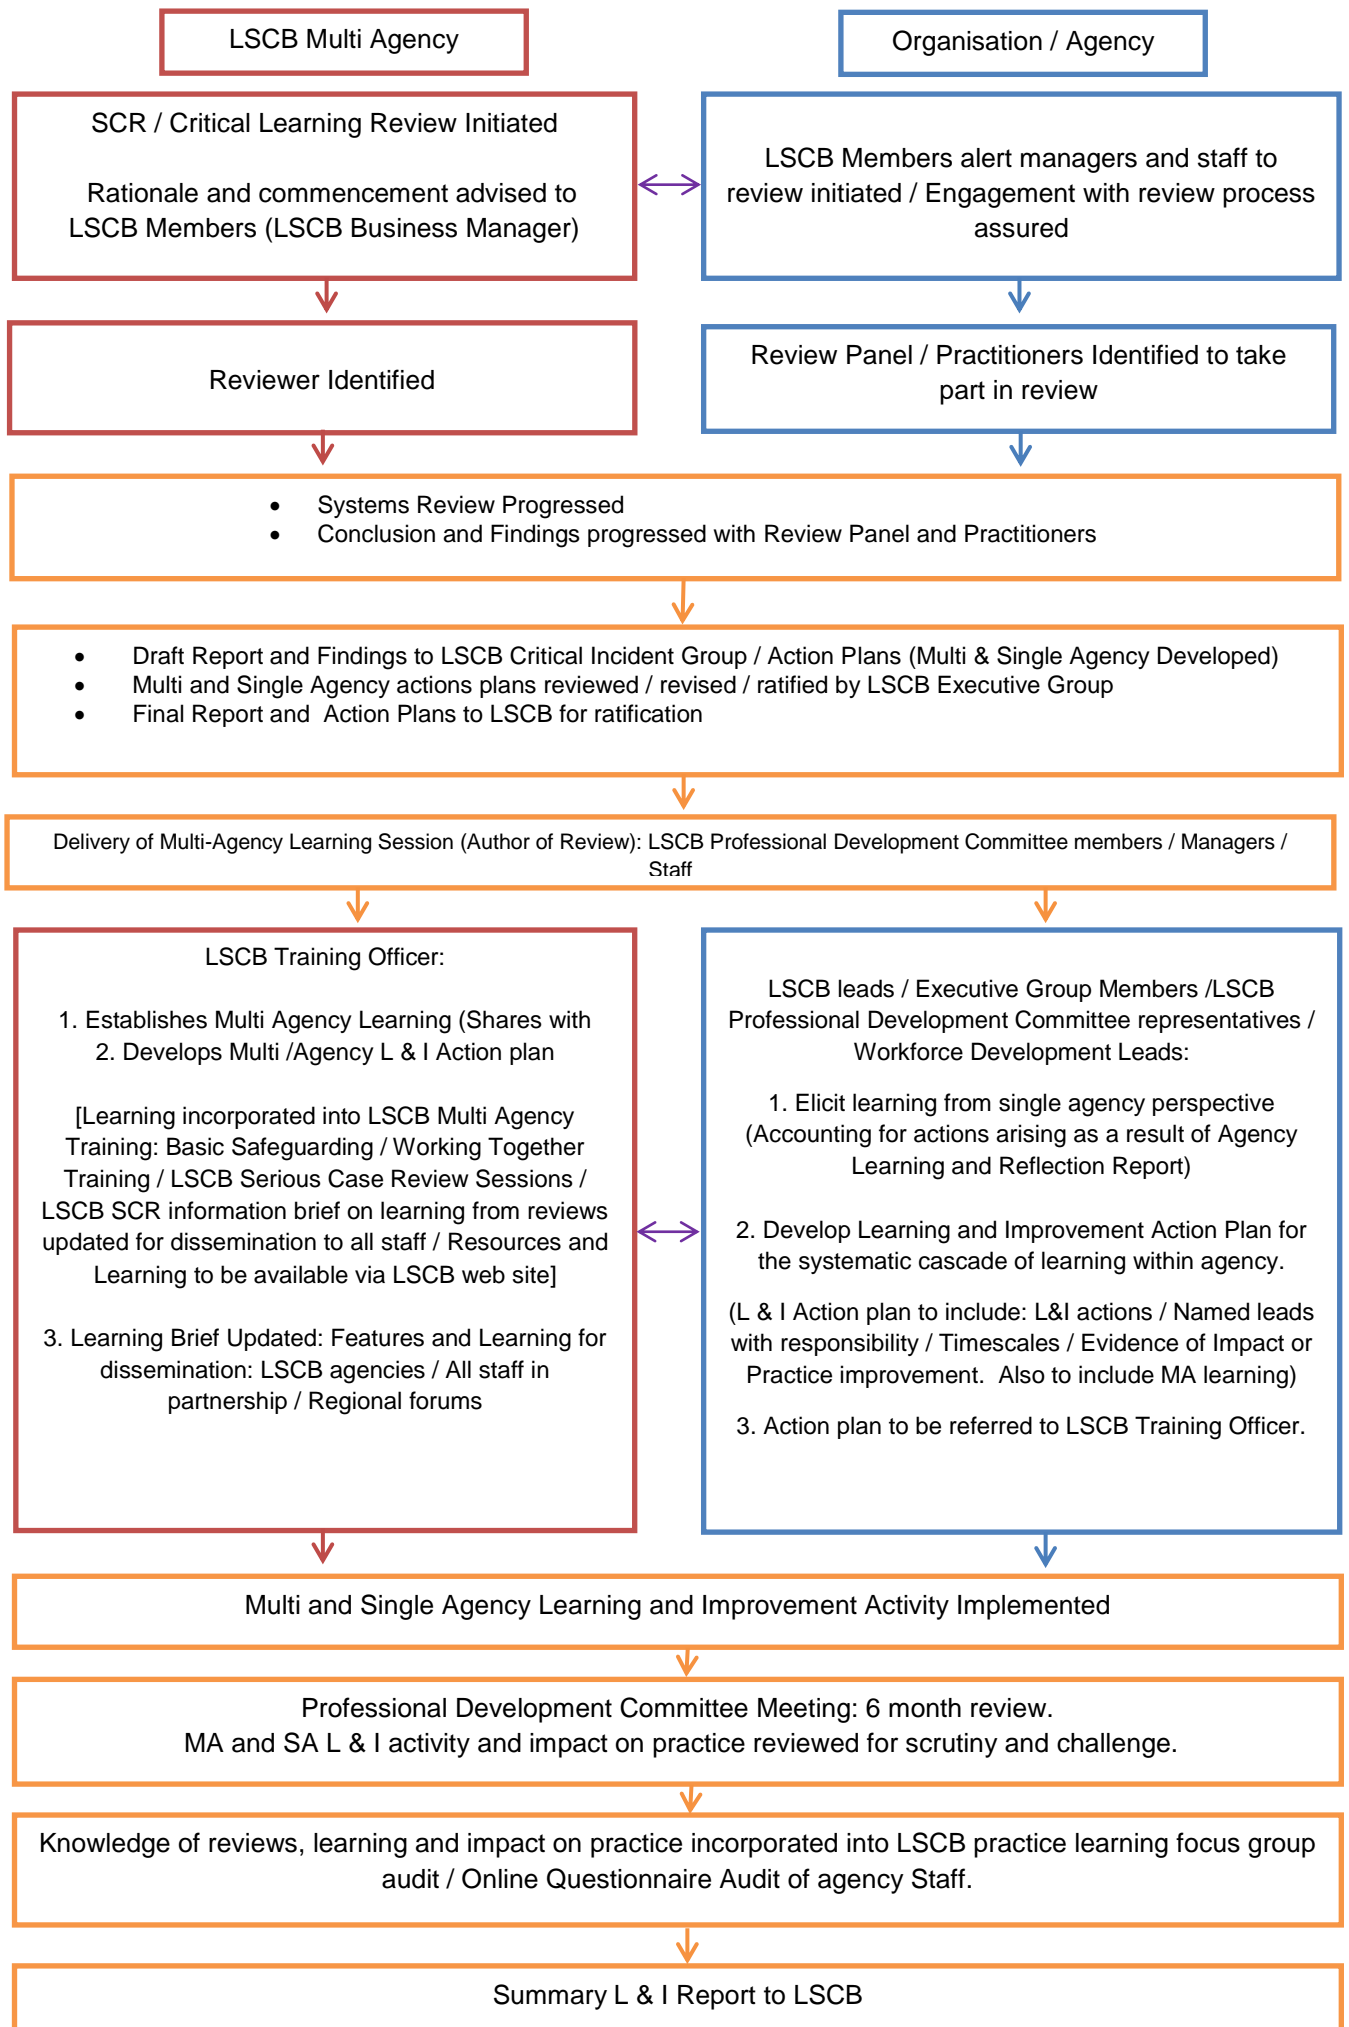 LSCB Multi Agency
Organisation / Agency
SCR / Critical Learning Review Initiated
Rationale and commencement advised to
LSCB Members (LSCB Business Manager)
LSCB Members alert managers and staff to
review initiated / Engagement with review process
assured
Reviewer Identified
Review Panel / Practitioners Identified to take
part in review
• Systems Review Progressed
• Conclusion and Findings progressed with Review Panel and Practitioners
• Draft Report and Findings to LSCB Critical Incident Group / Action Plans (Multi & Single Agency Developed)
• Multi and Single Agency actions plans reviewed / revised / ratified by LSCB Executive Group
• Final Report and Action Plans to LSCB for ratification
Delivery of Multi-Agency Learning Session (Author of Review): LSCB Professional Development Committee members / Managers /
Staff
LSCB Training Officer:
1. Establishes Multi Agency Learning (Shares with
2. Develops Multi /Agency L & I Action plan
[Learning incorporated into LSCB Multi Agency
Training: Basic Safeguarding / Working Together
Training / LSCB Serious Case Review Sessions /
LSCB SCR information brief on learning from reviews
updated for dissemination to all staff / Resources and
Learning to be available via LSCB web site]
3. Learning Brief Updated: Features and Learning for
dissemination: LSCB agencies / All staff in
partnership / Regional forums
LSCB leads / Executive Group Members /LSCB
Professional Development Committee representatives /
Workforce Development Leads:
1. Elicit learning from single agency perspective
(Accounting for actions arising as a result of Agency
Learning and Reflection Report)
2. Develop Learning and Improvement Action Plan for
the systematic cascade of learning within agency.
(L & I Action plan to include: L&I actions / Named leads
with responsibility / Timescales / Evidence of Impact or
Practice improvement. Also to include MA learning)
3. Action plan to be referred to LSCB Training Officer.
Multi and Single Agency Learning and Improvement Activity Implemented
Professional Development Committee Meeting: 6 month review.
MA and SA L & I activity and impact on practice reviewed for scrutiny and challenge.
Knowledge of reviews, learning and impact on practice incorporated into LSCB practice learning focus group
audit / Online Questionnaire Audit of agency Staff.
Summary L & I Report to LSCB